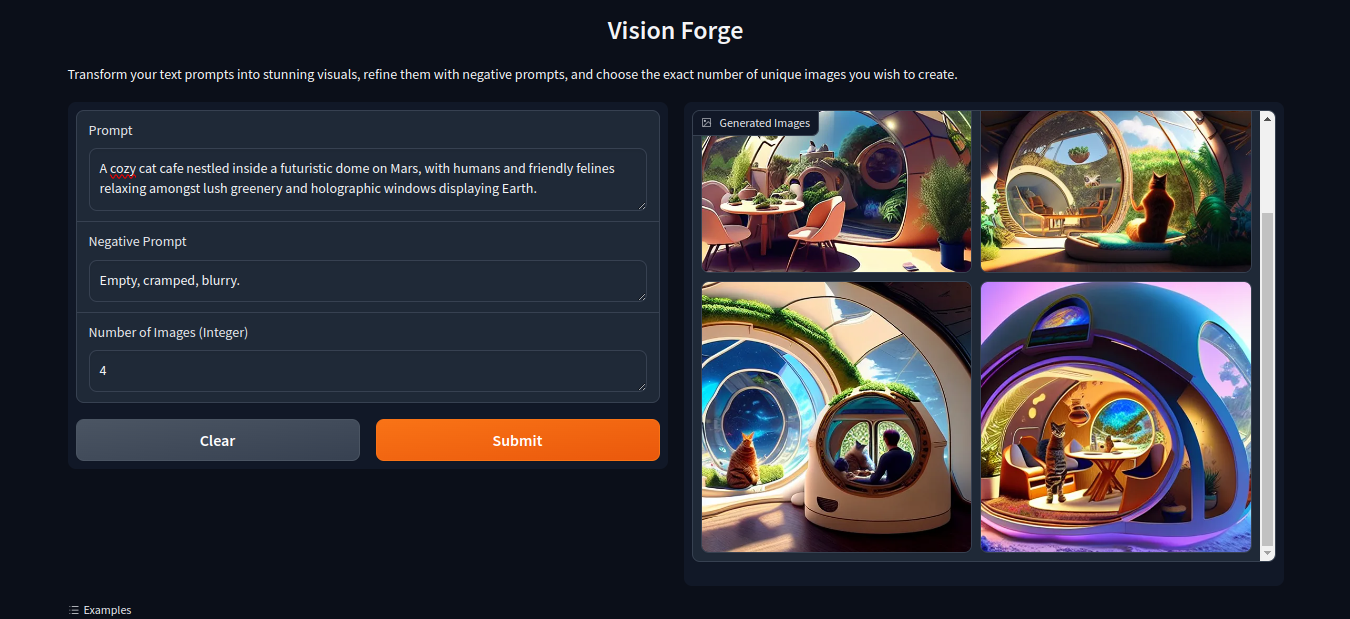 Vision Forge
Transform your text prompts into stunning visuals, refine them with negative prompts, and choose the exact number of unique images you wish to create.
Prompt
A cozy cat cafe nestled inside a futuristic dome on Mars, with humans and friendly felines
relaxing amongst lush greenery and holographic windows displaying Earth.
Negative Prompt
Empty, cramped, blurry.
Number of Images (Integer)
4
Clear
Submit
Generated Images
Examples